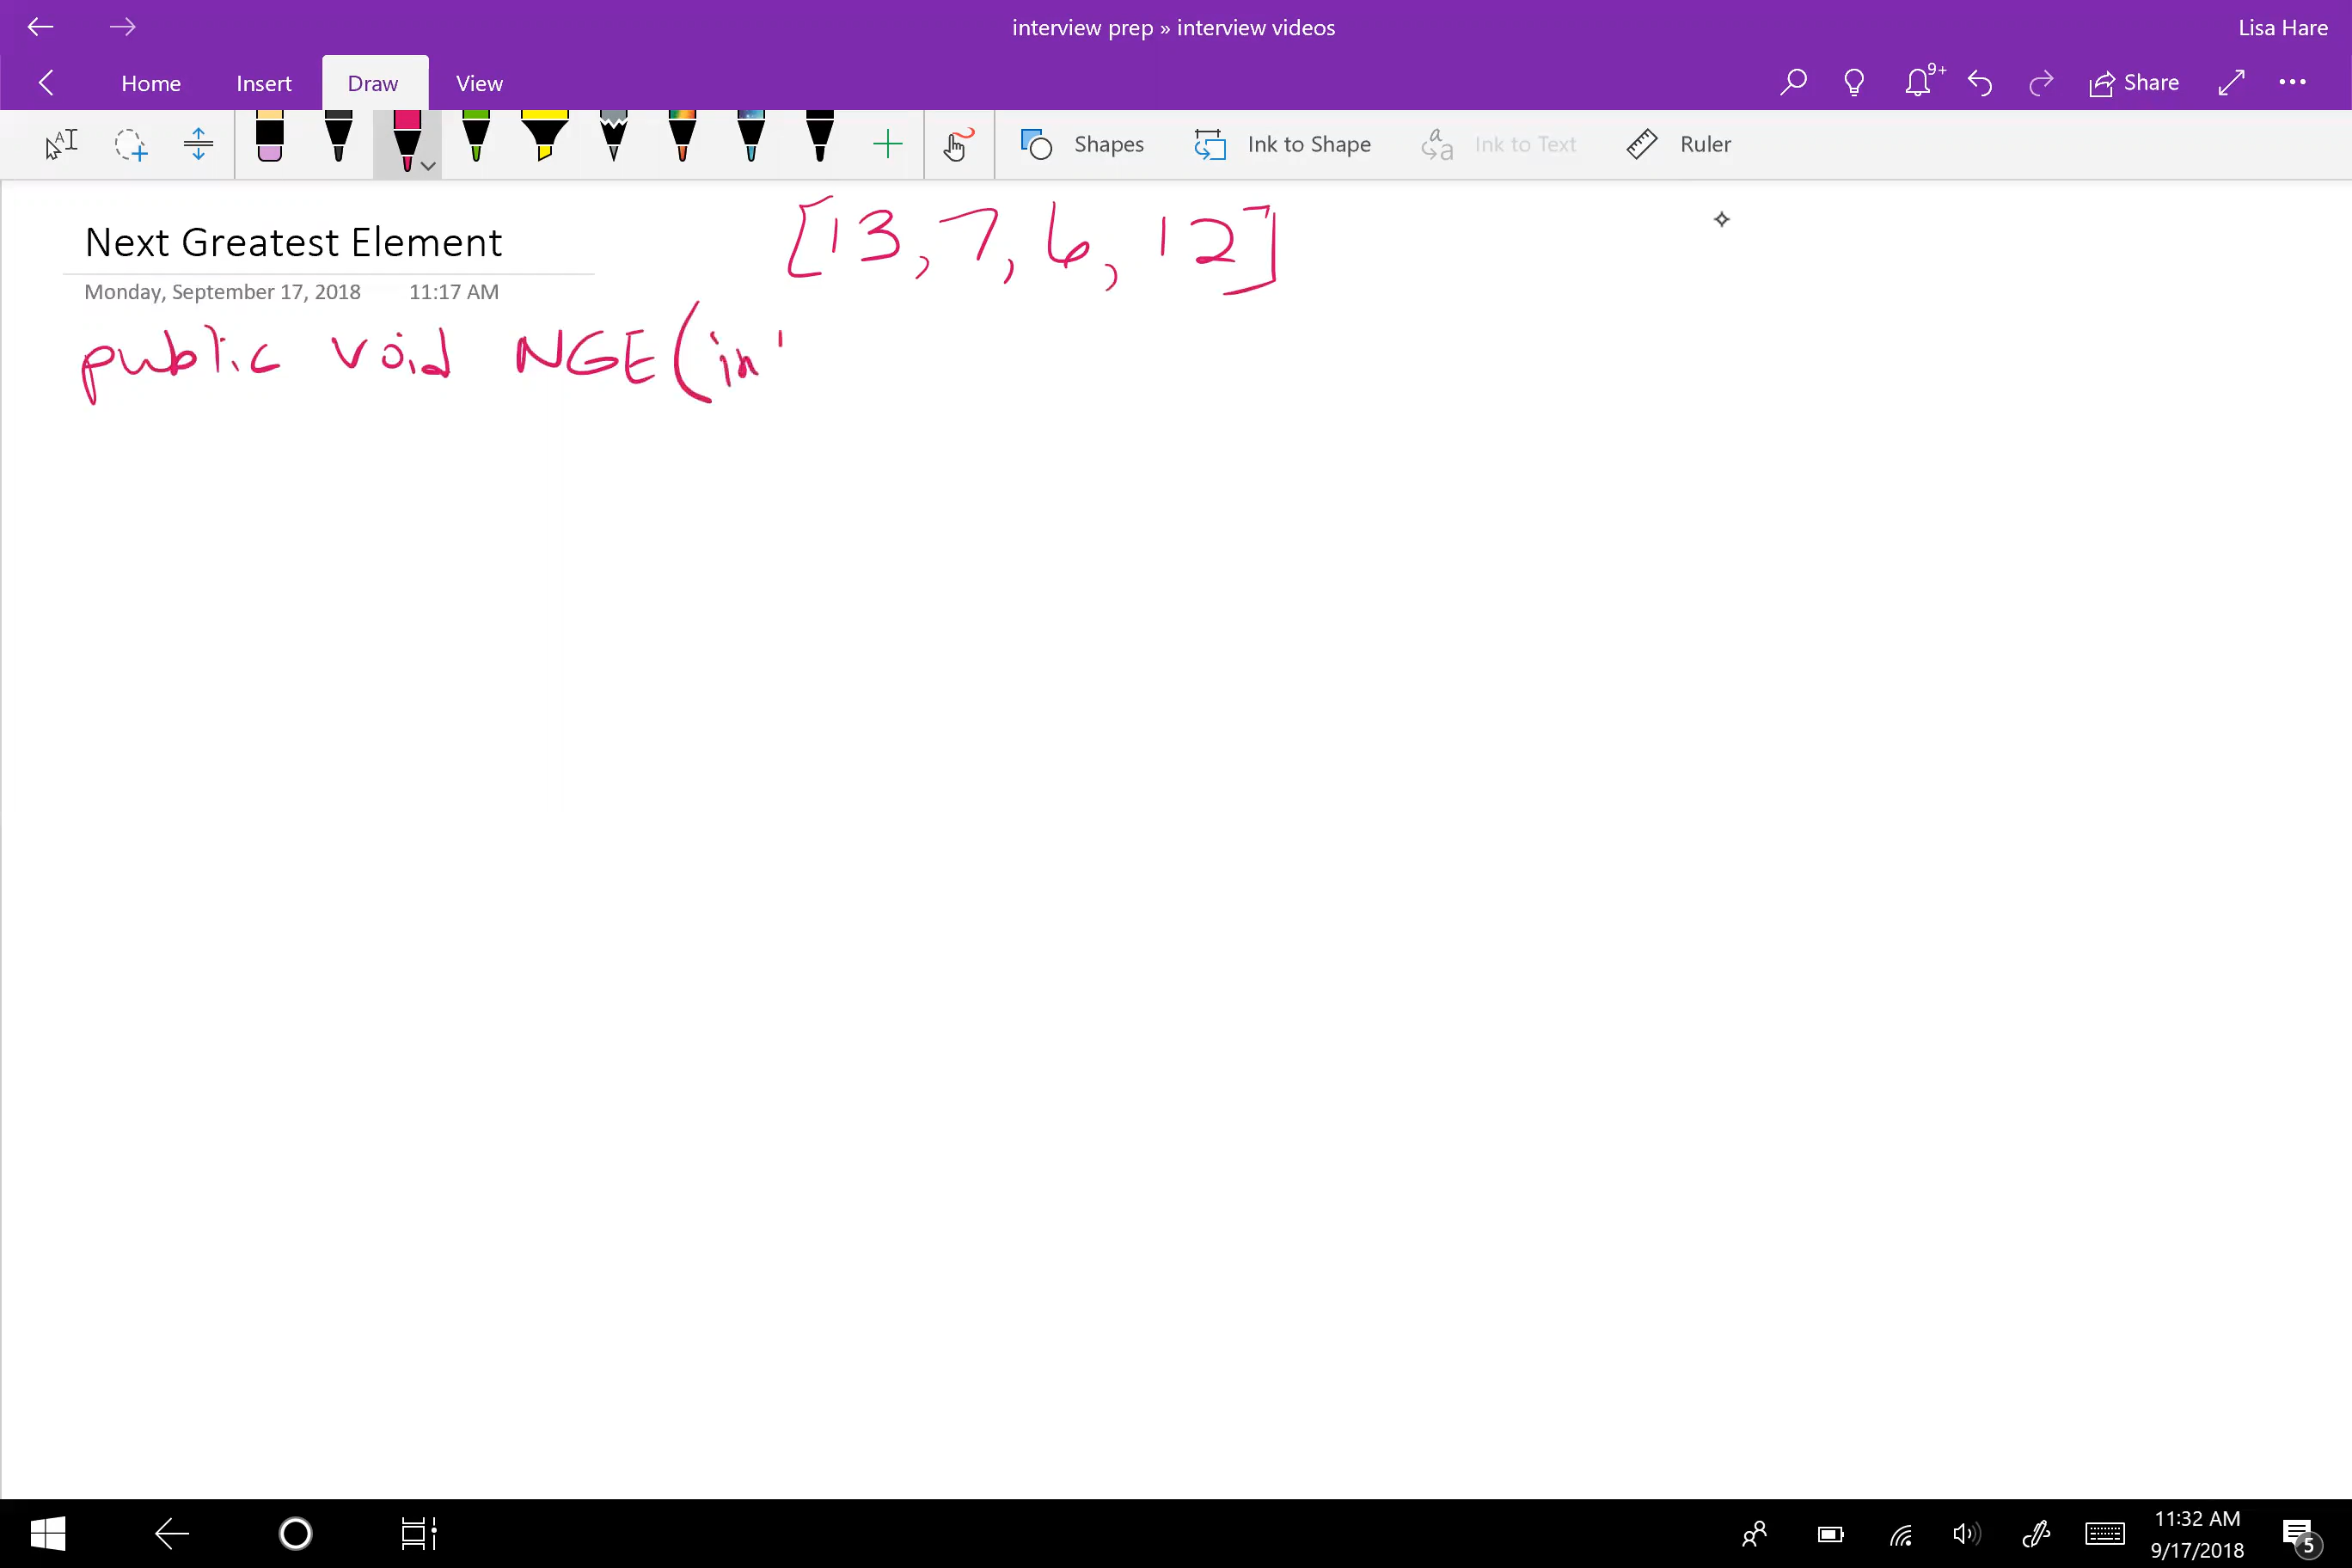 interview prep » interview videos
Lisa Hare
Home Insert Draw View
9+
Share
Shapes Ink to Shape Ink to Text Ruler
[13, 7, 6, 12]
Next Greatest Element
Monday, September 17, 2018 11:17 AM
public void NGE(in'
11:32 AM
9/17/2018
5